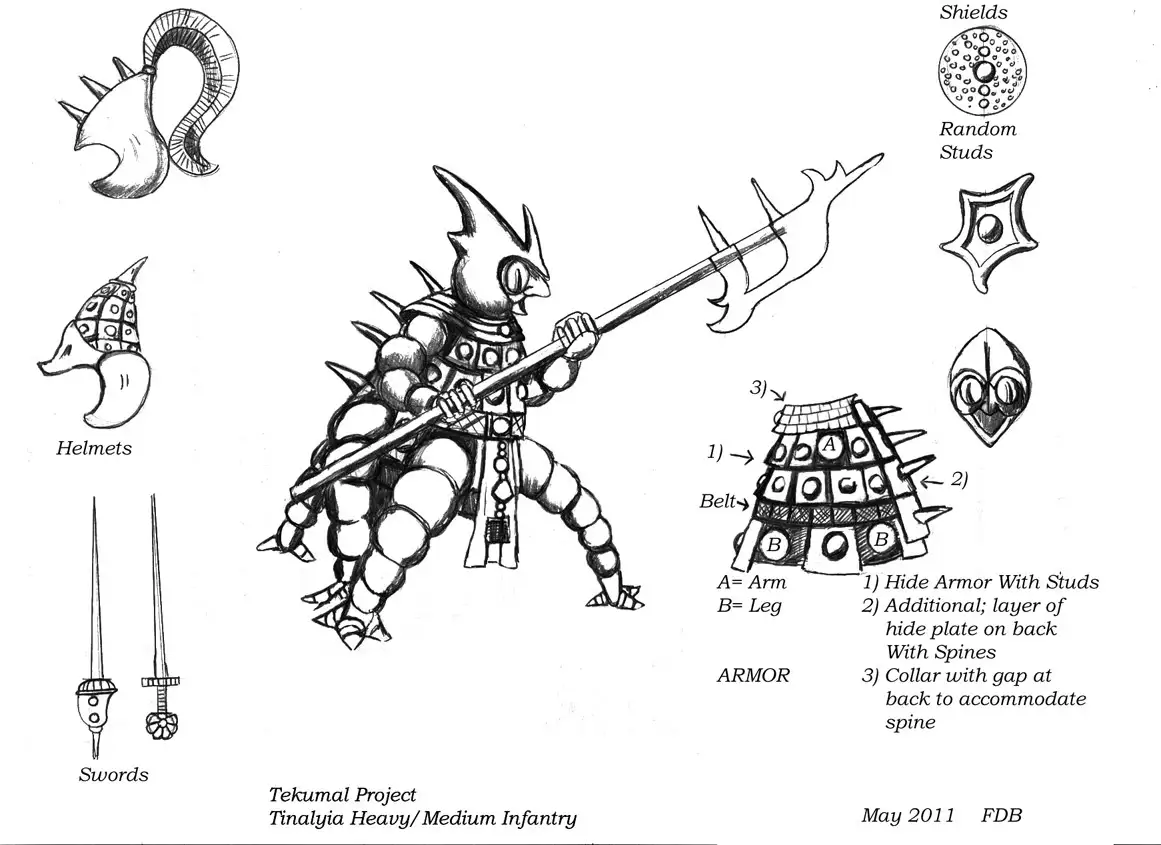 Shields
Random
Studs
Helmets
3)
A
1)
2)
Belt
B B
A= Arm
B= Leg
ARMOR
1) Hide Armor With Studs
2) Additional; layer of
hide plate on back
With Spines
3) Collar with gap at
back to accommodate
spine
Swords
Tekumal Project
Tinalyia Heavy/Medium Infantry
May 2011 FDB